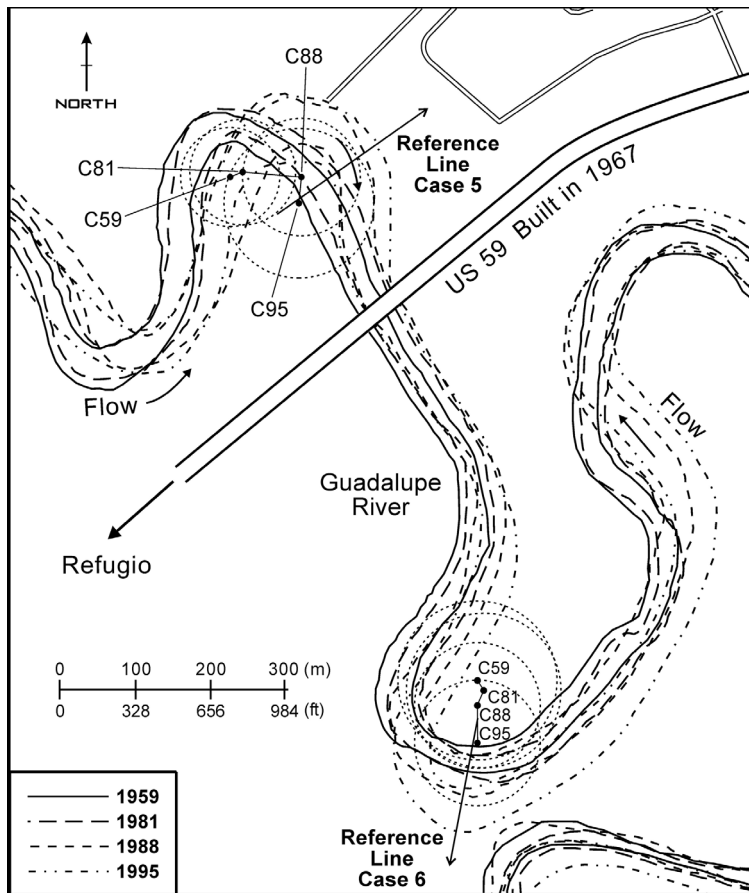 C88
NORTH
C81
Reference
Line
Case 5
C59
US 59 Built in 1967
C95
Flow
Flow
Guadalupe
River
Refugio
0 100 200 300 (m)
0 328 656 984 (ft)
C59
C81
C88
C95
1959
1981
1988
1995
Reference
Line
Case 6